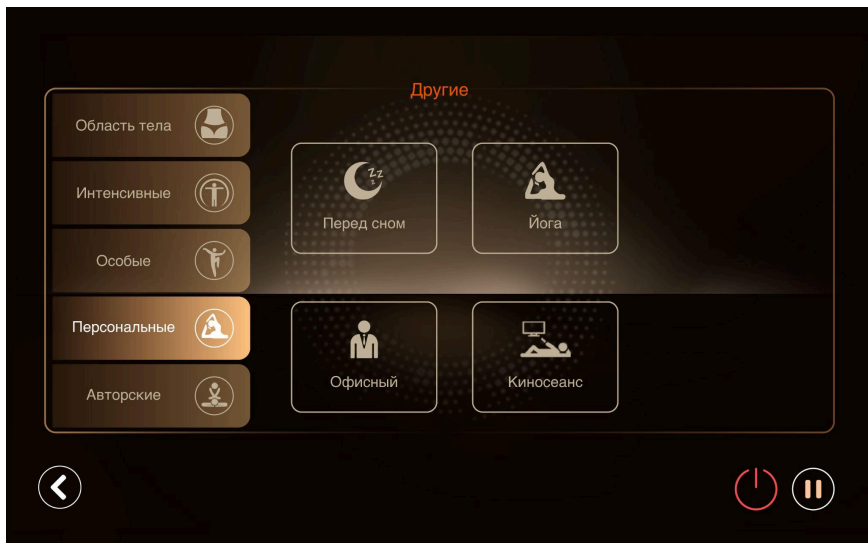 Другие
Область тела
Интенсивные
Особые
Персональные
Авторские
z z z
Перед сном
Йога
Офисный
Киносеанс